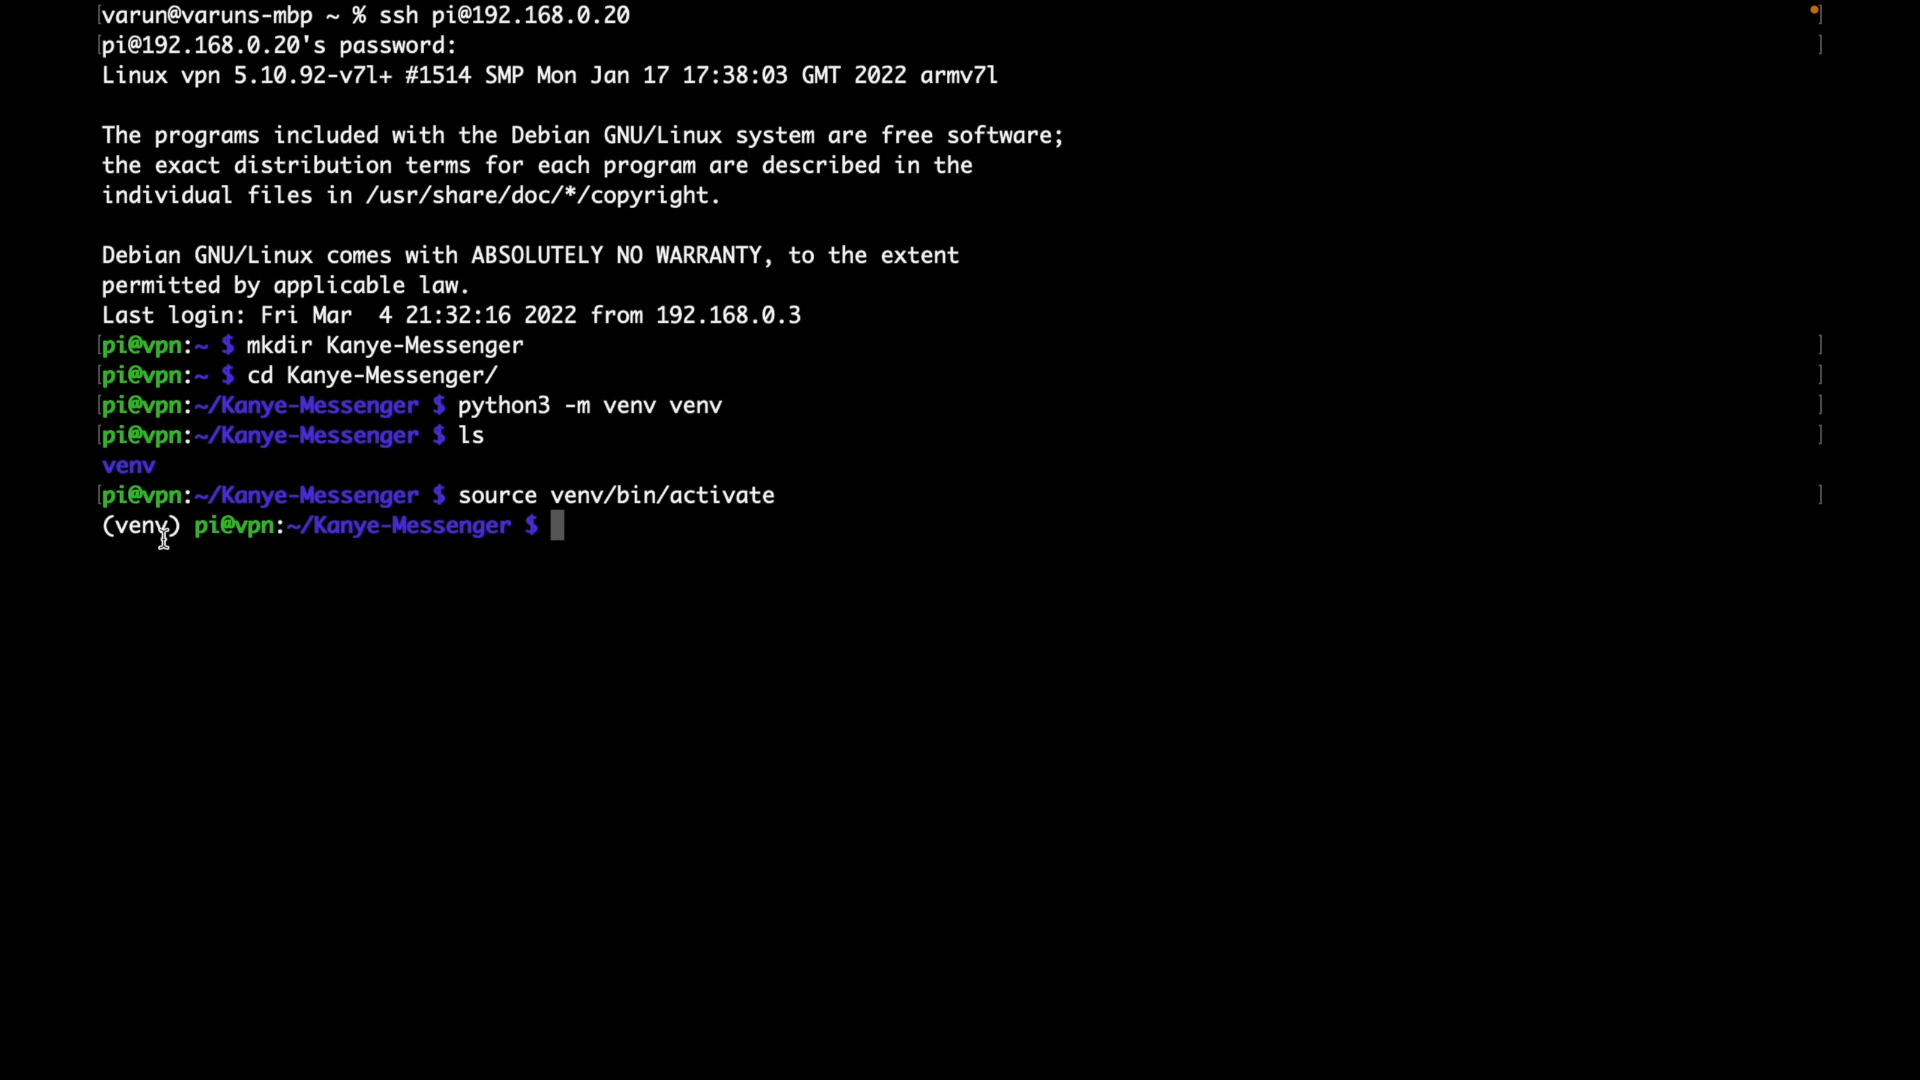 varun@varuns-mbp ~ % ssh pi@192.168.0.20
pi@192.168.0.20's password:
Linux vpn 5.10.92-v7l+ #1514 SMP Mon Jan 17 17:38:03 GMT 2022 armv7l
The programs included with the Debian GNU/Linux system are free software;
the exact distribution terms for each program are described in the
individual files in /usr/share/doc/*/copyright.
Debian GNU/Linux comes with ABSOLUTELY NO WARRANTY, to the extent
permitted by applicable law.
Last login: Fri Mar  4 21:32:16 2022 from 192.168.0.3
pi@vpn:~ $ mkdir Kanye-Messenger
pi@vpn:~ $ cd Kanye-Messenger/
pi@vpn:~/Kanye-Messenger $ python3 -m venv venv
pi@vpn:~/Kanye-Messenger $ ls
venv
pi@vpn:~/Kanye-Messenger $ source venv/bin/activate
(venv) pi@vpn:~/Kanye-Messenger $